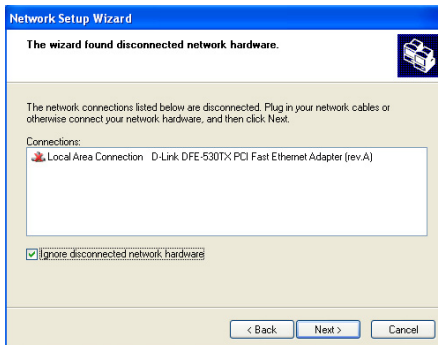 Network Setup Wizard
The wizard found disconnected network hardware.
The network connections listed below are disconnected. Plug in your network cables or
otherwise connect your network hardware, and then click Next.
Connections:
Local Area Connection D-Link DFE-530TX PCI Fast Ethernet Adapter (rev.A)
Ignore disconnected network hardware
< Back Next > Cancel